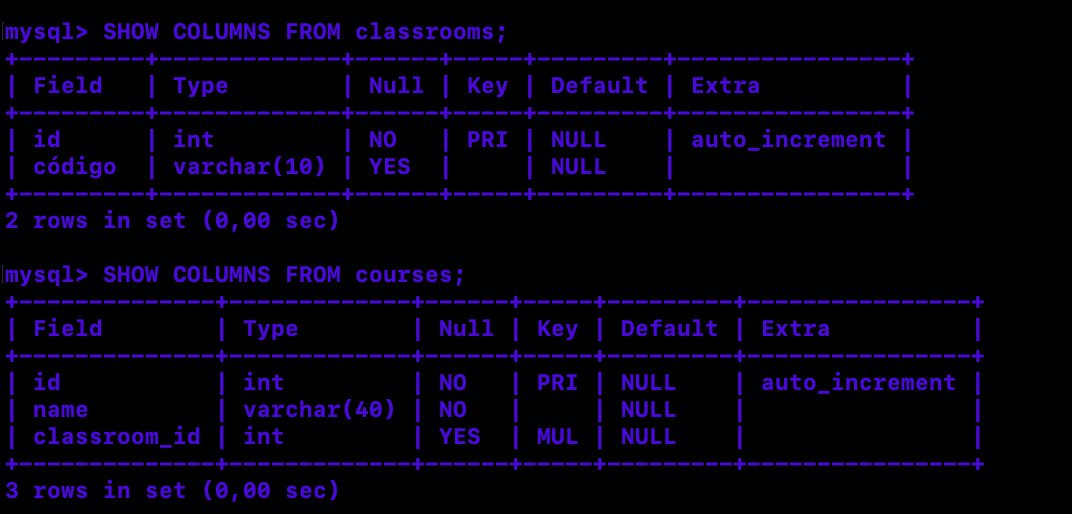 mysql> SHOW COLUMNS FROM classrooms;
+---------+-------------+------+-----+---------+----------------+
| Field   | Type        | Null | Key | Default | Extra          |
+---------+-------------+------+-----+---------+----------------+
| id      | int         | NO   | PRI | NULL    | auto_increment |
| código  | varchar(10) | YES  |     | NULL    |                |
+---------+-------------+------+-----+---------+----------------+
2 rows in set (0,00 sec)

mysql> SHOW COLUMNS FROM courses;
+--------------+-------------+------+-----+---------+----------------+
| Field        | Type        | Null | Key | Default | Extra          |
+--------------+-------------+------+-----+---------+----------------+
| id           | int         | NO   | PRI | NULL    | auto_increment |
| name         | varchar(40) | NO   |     | NULL    |                |
| classroom_id | int         | YES  | MUL | NULL    |                |
+--------------+-------------+------+-----+---------+----------------+
3 rows in set (0,00 sec)